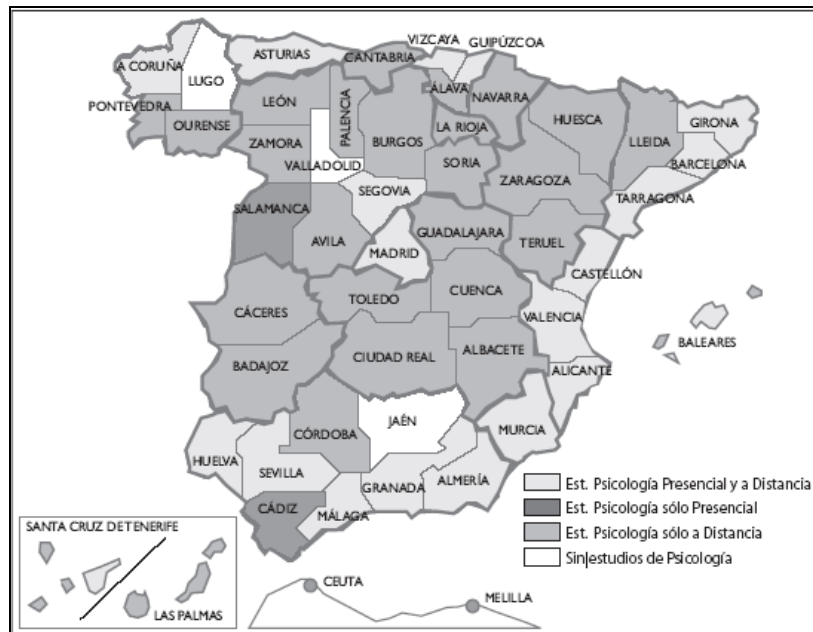 VIZCAYA
GUIPÚZCOA
ASTURIAS
CANTABRIA
A CORUÑA
LUGO
ÁLAVA
NAVARRA
PONTEVEDRA
OURENSE
LEÓN
PALENCIA
BURGOS
LA RIOJA
HUESCA
LLEIDA
GIRONA
BARCELONA
TARRAGONA
ZAMORA
VALLADOLID
SORIA
ZARAGOZA
SEGOVIA
SALAMANCA
AVILA
MADRID
GUADALAJARA
TERUEL
CASTELLÓN
CÁCERES
TOLEDO
CUENCA
VALENCIA
BALEARES
BADAJOZ
CIUDAD REAL
ALBACETE
ALICANTE
CÓRDOBA
JAÉN
MURCIA
HUELVA
SEVILLA
GRANADA
ALMERÍA
CÁDIZ
MÁLAGA
Est. Psicología Presencial y a Distancia
Est. Psicología sólo Presencial
Est. Psicología sólo a Distancia
Sin|estudios de Psicología
SANTA CRUZ DETENERIFE
LAS PALMAS
CEUTA
MELILLA